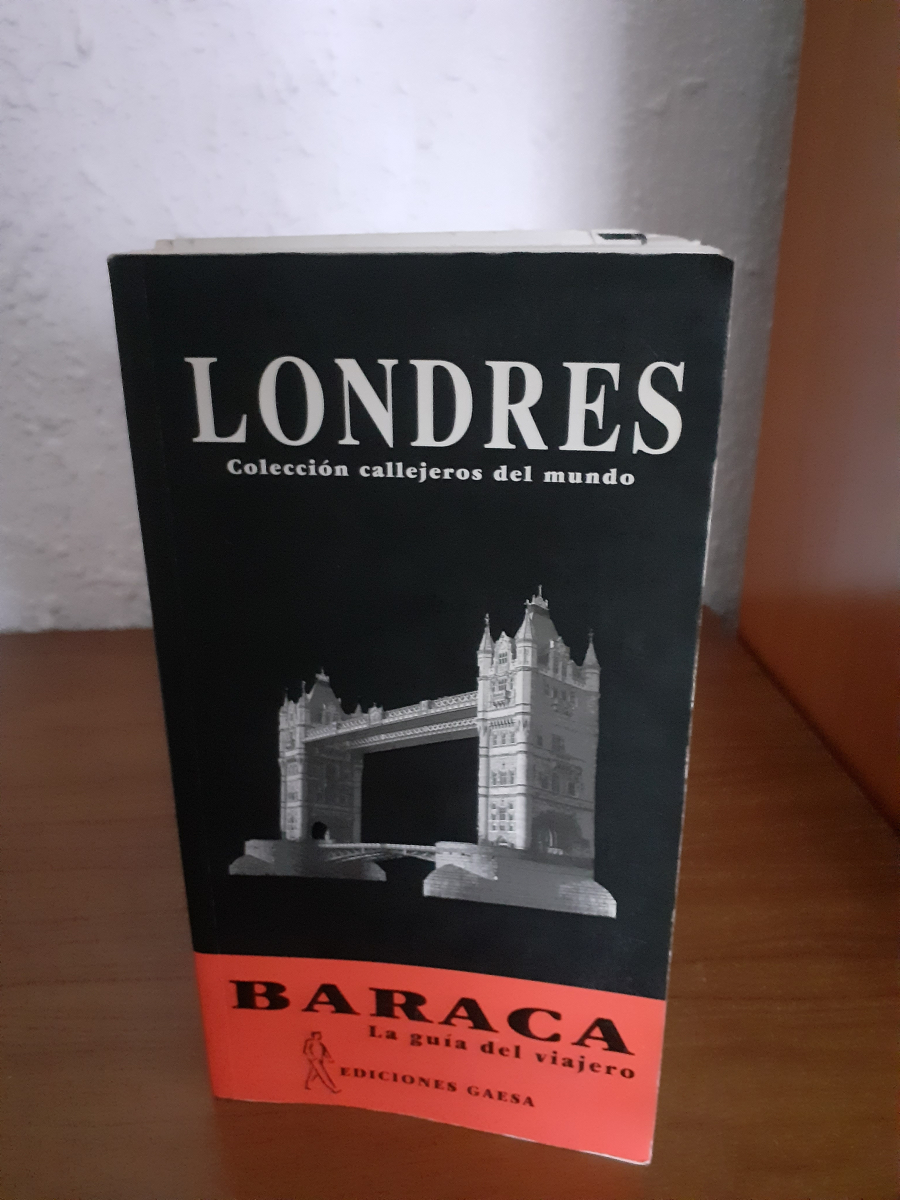 LONDRES
Colección callejeros del mundo
BARACA
La guía del viajero
EDICIONES GAESA